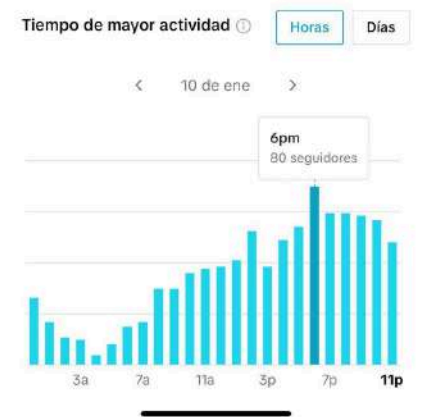 Tiempo de mayor actividad
Horas
Días
10 de ene
6pm
80 seguidores
3a
7a
11a
3p
7p
11p